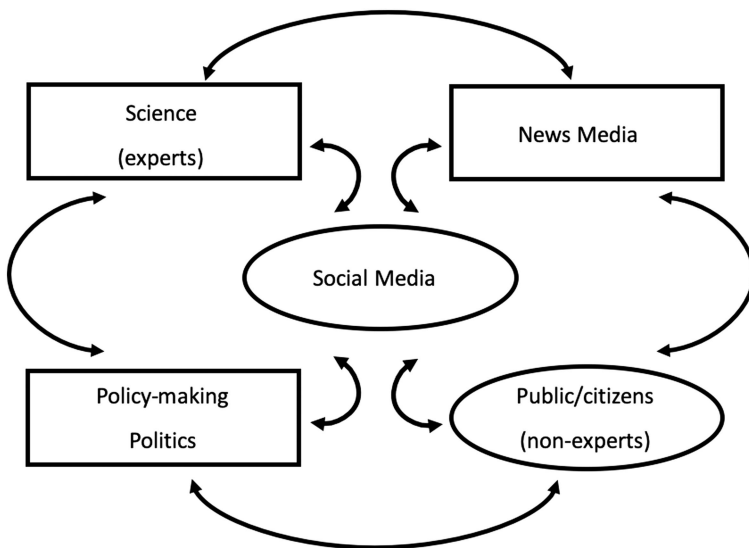 Science
(experts)
News Media
Social Media
Policy-making
Politics
Public/citizens
(non-experts)